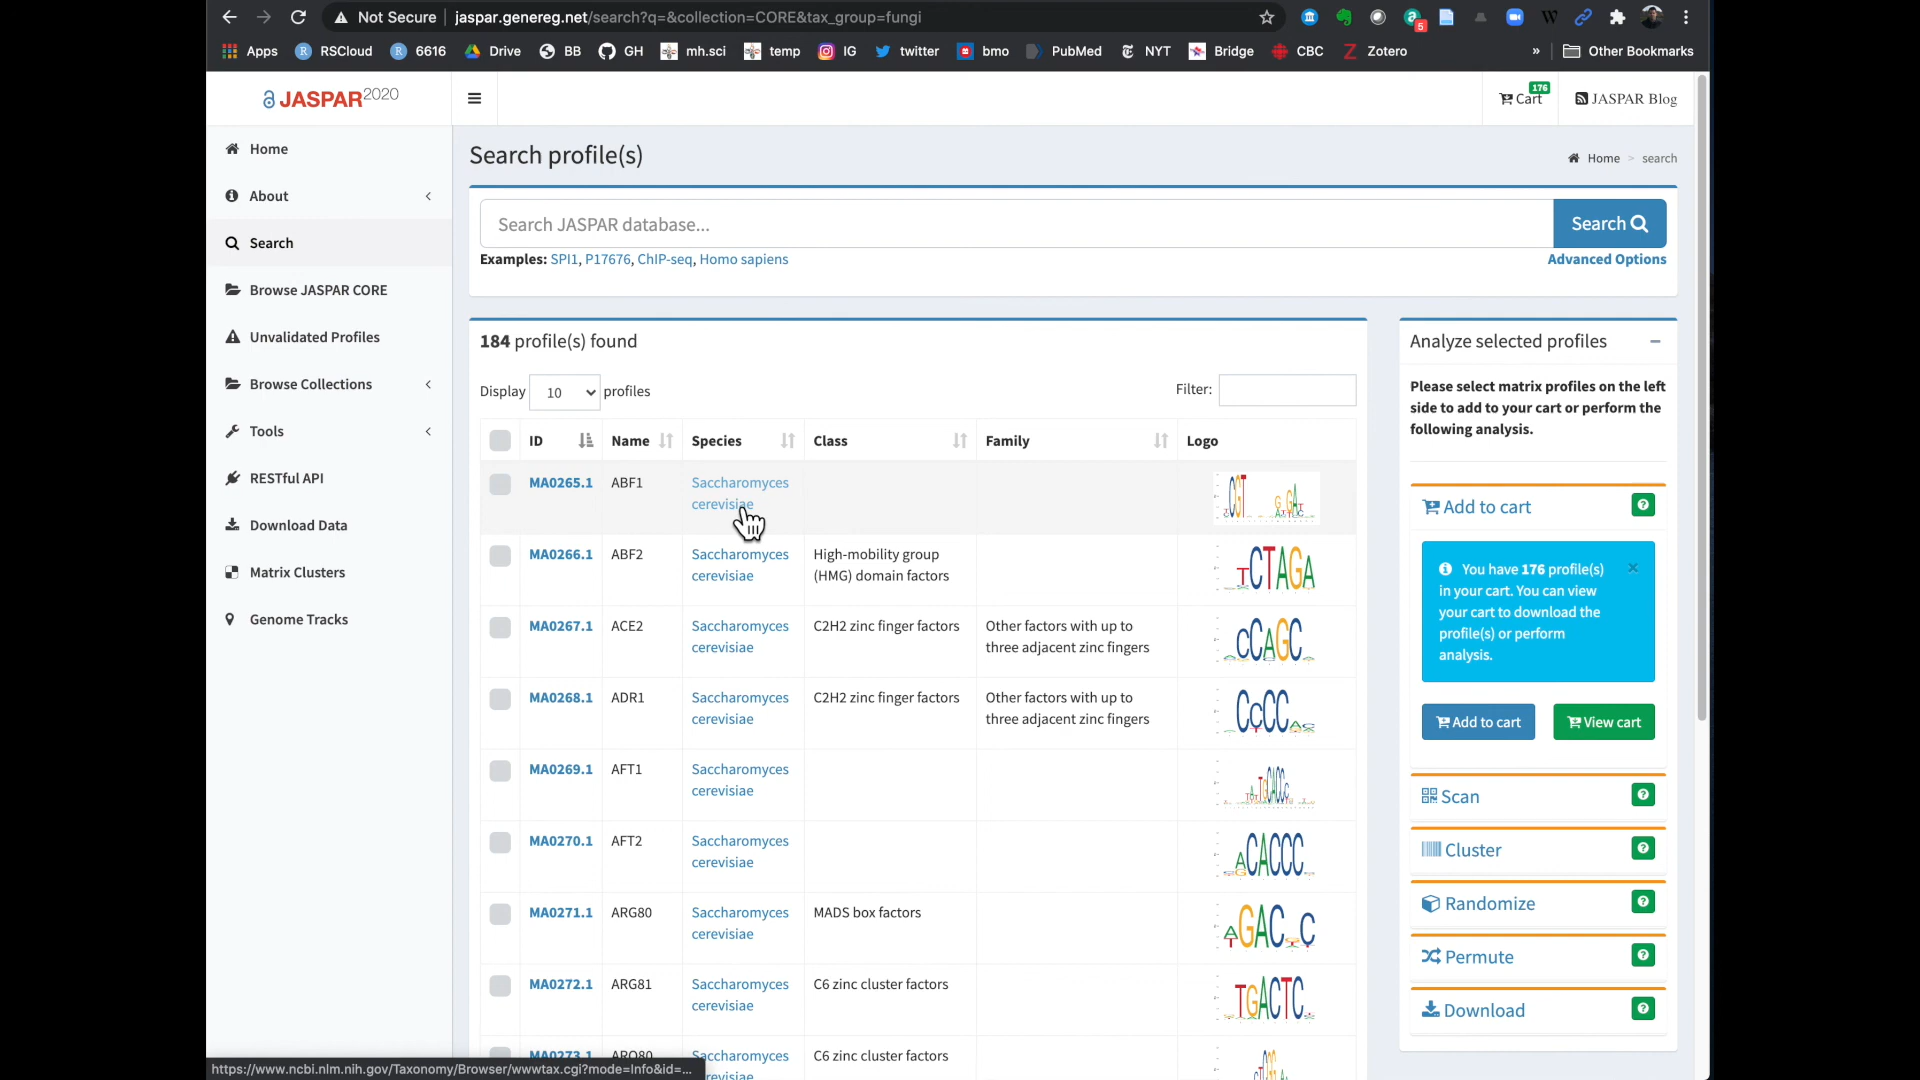 Not Secure | jaspar.genereg.net/search?q=&collection=CORE&tax_group=fungi
5
Apps RSCloud 6616 Drive BB GH mh.sci temp IG twitter bmo PubMed NYT Bridge CBC Zotero » Other Bookmarks
JASPAR2020
176
Cart
JASPAR Blog
Home
About
Search
Browse JASPAR CORE
Unvalidated Profiles
Browse Collections
Tools
RESTful API
Download Data
Matrix Clusters
Genome Tracks
Search profile(s)
Home > search
Search JASPAR database...
Search
Examples: SPI1, P17676, ChIP-seq, Homo sapiens
Advanced Options
184 profile(s) found
Display 10 profiles
Filter:
ID Name Species Class Family Logo
MA0265.1 ABF1 Saccharomyces
cerevisiae
MA0266.1 ABF2 Saccharomyces High-mobility group
cerevisiae (HMG) domain factors
TCTAGA
MA0267.1 ACE2 Saccharomyces C2H2 zinc finger factors Other factors with up to
cerevisiae three adjacent zinc fingers
CCAGC
MA0268.1 ADR1 Saccharomyces C2H2 zinc finger factors Other factors with up to
cerevisiae three adjacent zinc fingers
MA0269.1 AFT1 Saccharomyces
cerevisiae
MA0270.1 AFT2 Saccharomyces
cerevisiae
CACCC
MA0271.1 ARG80 Saccharomyces MADS box factors
cerevisiae
MA0272.1 ARG81 Saccharomyces C6 zinc cluster factors
cerevisiae
TGACTC
MA0273.1 ARO80 Saccharomyces C6 zinc cluster factors
Analyze selected profiles
Please select matrix profiles on the left
side to add to your cart or perform the
following analysis.
Add to cart
You have 176 profile(s) ×
in your cart. You can view
your cart to download the
profile(s) or perform
analysis.
Add to cart
View cart
Scan
Cluster
Randomize
Permute
Download
https://www.ncbi.nlm.nih.gov/Taxonomy/Browser/wwwtax.cgi?mode=Info&id=...